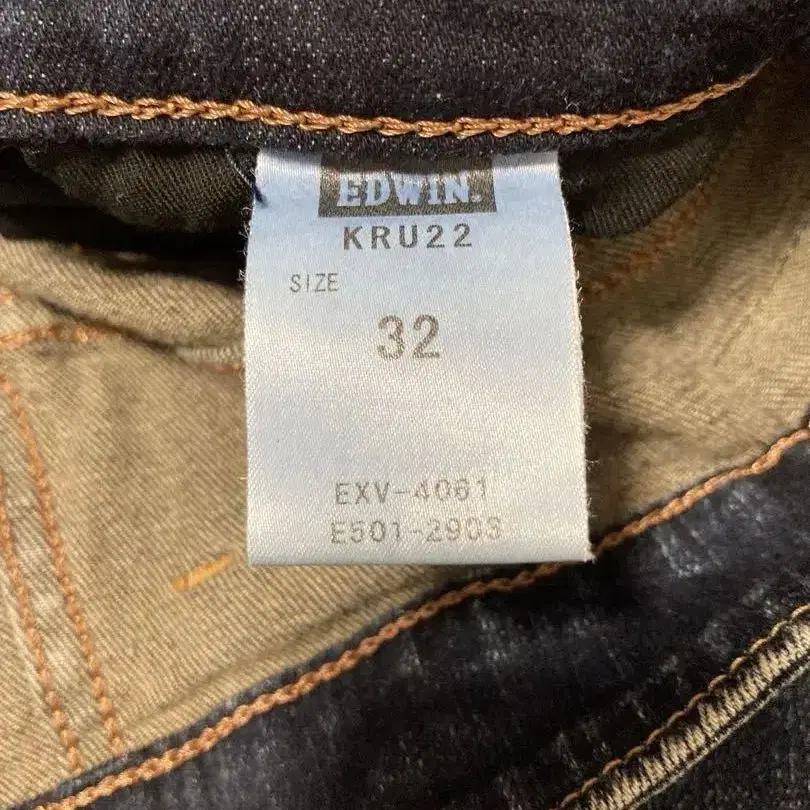 EDWIN.
KRU22
SIZE
32
EXV-4061
E501-2903